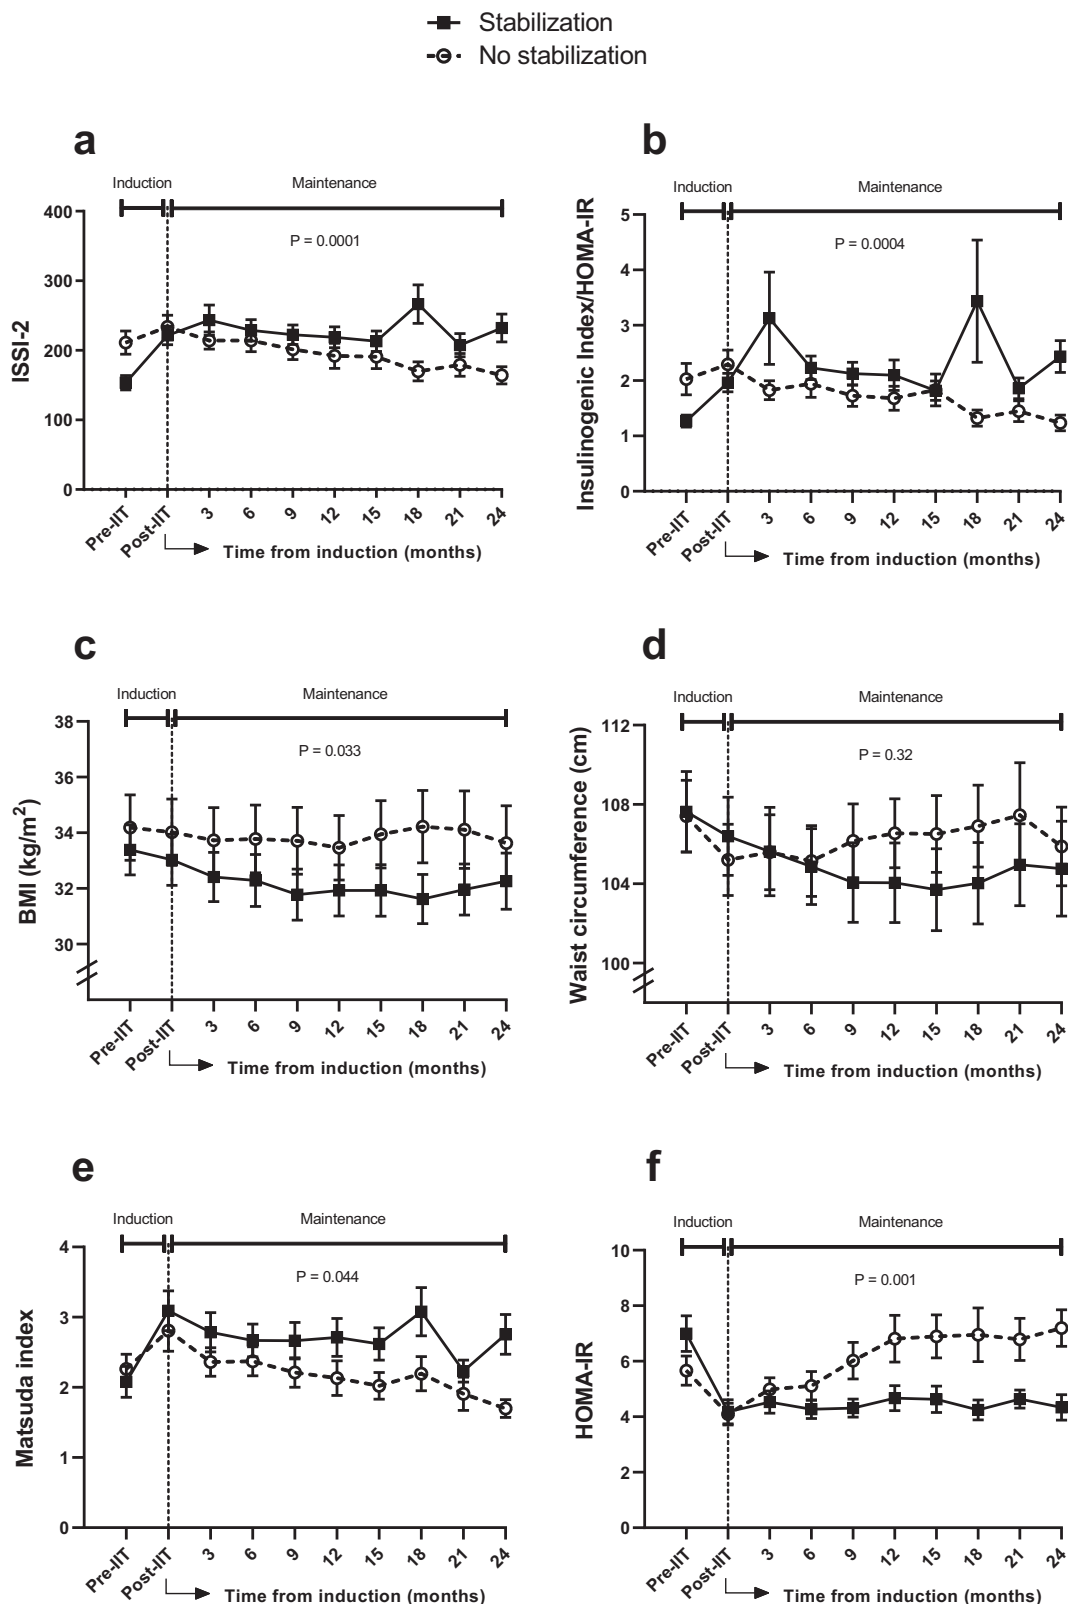 Stabilization
No stabilization
a
Induction
Maintenance
P = 0.0001
ISSI-2
400
300
200
100
0
Pre-IIT
Post-IIT
3
6
9
12
15
18
21
24
Time from induction (months)
b
Induction
Maintenance
P = 0.0004
Insulinogenic Index/HOMA-IR
5
4
3
2
1
0
Pre-IIT
Post-IIT
3
6
9
12
15
18
21
24
Time from induction (months)
c
Induction
Maintenance
P = 0.033
BMI (kg/m²)
38
36
34
32
30
Pre-IIT
Post-IIT
3
6
9
12
15
18
21
24
Time from induction (months)
d
Induction
Maintenance
P = 0.32
Waist circumference (cm)
112
108
104
100
Pre-IIT
Post-IIT
3
6
9
12
15
18
21
24
Time from induction (months)
e
Induction
Maintenance
P = 0.044
Matsuda index
4
3
2
1
0
Pre-IIT
Post-IIT
3
6
9
12
15
18
21
24
Time from induction (months)
f
Induction
Maintenance
P = 0.001
HOMA-IR
10
8
6
4
2
0
Pre-IIT
Post-IIT
3
6
9
12
15
18
21
24
Time from induction (months)